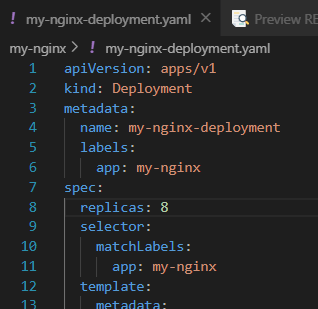 ! my-nginx-deployment.yaml × Preview RE
my-nginx > ! my-nginx-deployment.yaml
1 apiVersion: apps/v1
2 kind: Deployment
3 metadata:
4   name: my-nginx-deployment
5   labels:
6     app: my-nginx
7 spec:
8   replicas: 8
9   selector:
10     matchLabels:
11       app: my-nginx
12   template:
13     metadata: